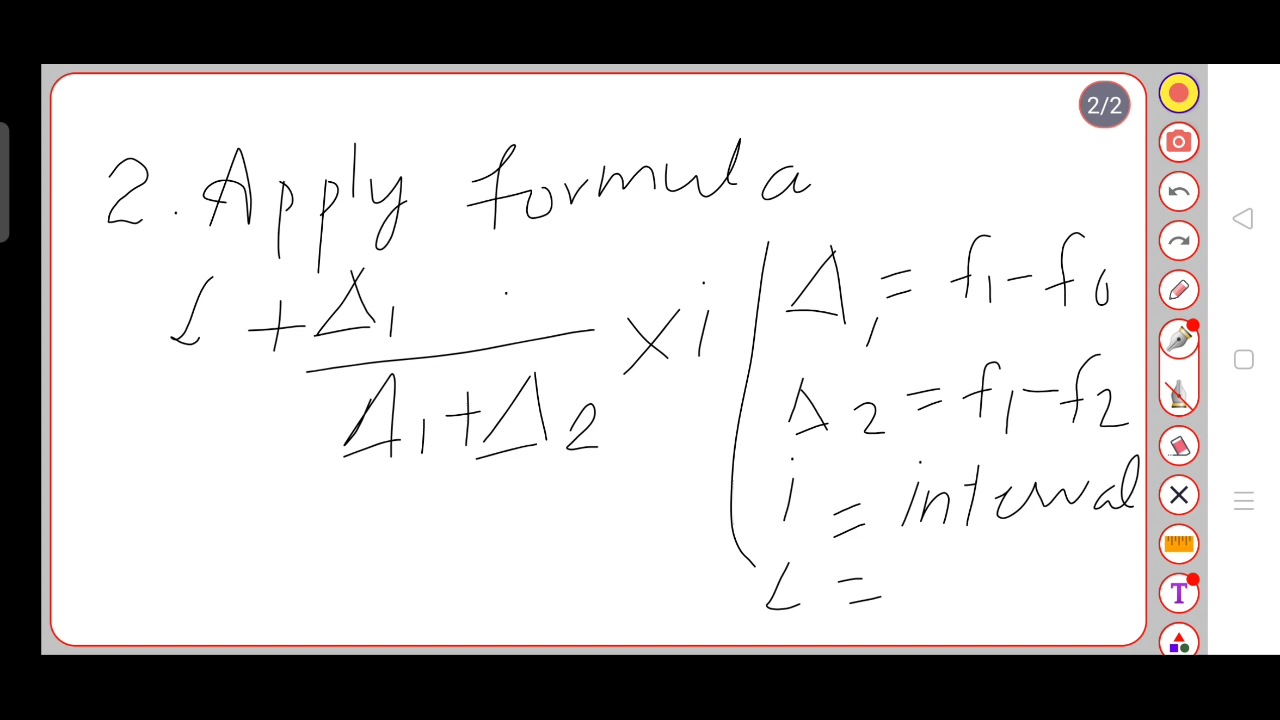 2/2
2. Apply formula
L + Δ1 / Δ1 + Δ2 × i
Δ1 = f1 - f0
Δ2 = f1 - f2
i = interval
L =
T